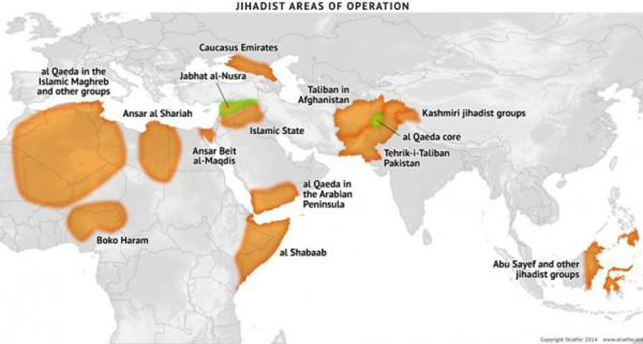 JIHADIST AREAS OF OPERATION
Caucasus Emirates
al Qaeda in the
Islamic Maghreb
and other groups
Jabhat al-Nusra
Taliban in
Afghanistan
Ansar al Shariah
Kashmiri jihadist groups
Islamic State
al Qaeda core
Ansar Beit
al-Maqdis
Tehrik-i-Taliban
Pakistan
al Qaeda in
the Arabian
Peninsula
Boko Haram
al Shabaab
Abu Sayef and other
jihadist groups
Copyright Stratfor 2014 www.stratfor.net